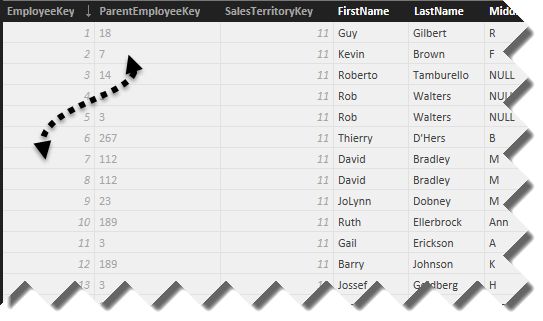 EmployeeKey ParentEmployeeKey SalesTerritoryKey FirstName LastName
1 18 11 Guy Gilbert R
2 7 11 Kevin Brown F
3 14 11 Roberto Tamburello NULL
4 11 Rob Walters NULL
5 3 11 Rob Walters NULL
6 267 11 Thierry D'Hers B
7 112 11 David Bradley M
8 112 11 David Bradley M
9 23 11 JoLynn Dobney M
10 189 11 Ruth Ellerbrock Ann
11 3 11 Gail Erickson A
12 189 11 Barry Johnson K
13 3 11 Jossef Goldberg H